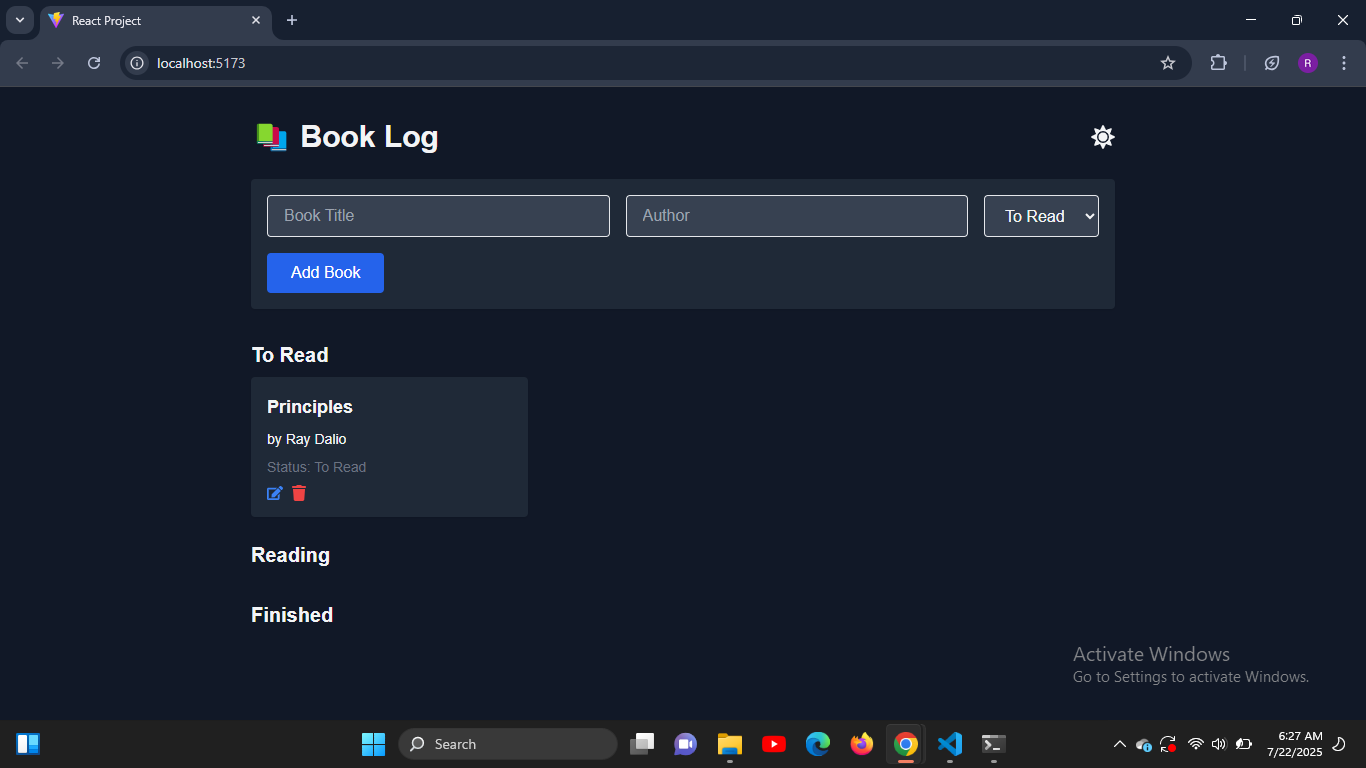 React Project
localhost:5173
R
Book Log
Book Title
Author
To Read
Add Book
To Read
Principles
by Ray Dalio
Status: To Read
Reading
Finished
Activate Windows
Go to Settings to activate Windows.
Search
6:27 AM
7/22/2025